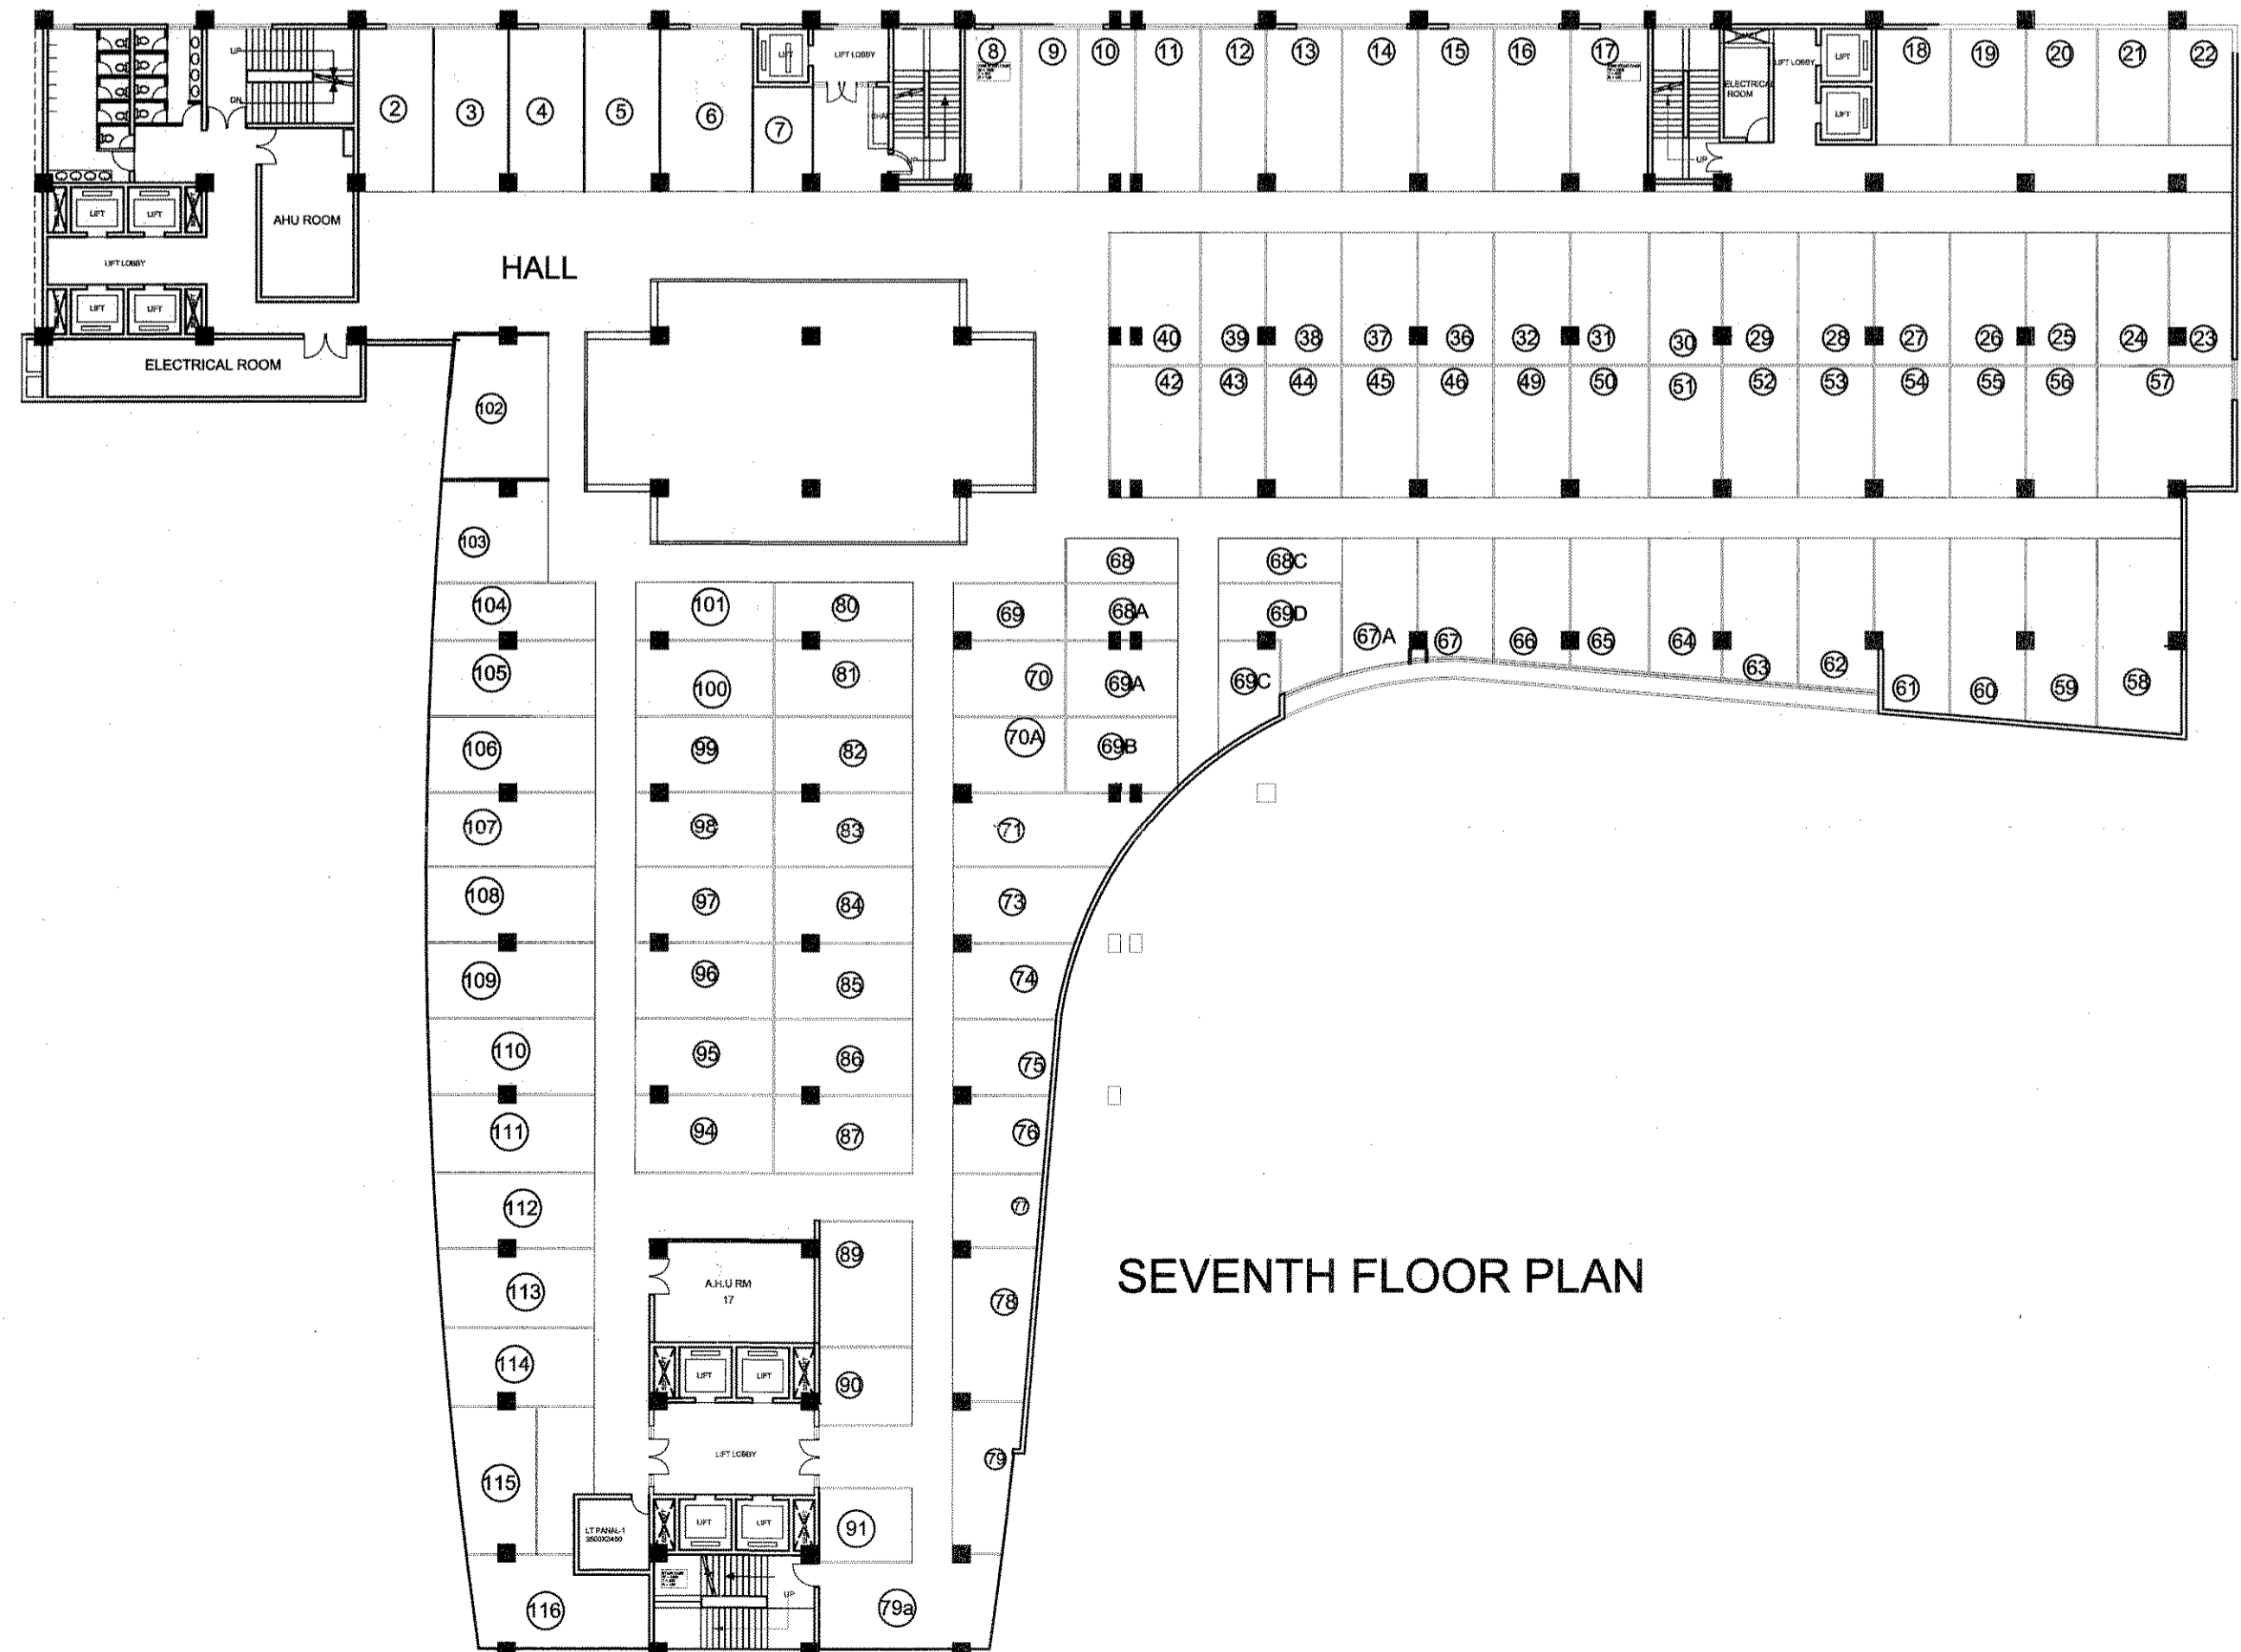 8 9 10 11 12 13 14 15 16 17 18 19 20 21 22
UP
LIFT
LIFT LOBBY
LIFT LOBBY
LIFT
ELECTRICAL
ROOM
DN
2 3 4 5 6 7
LIFT
UP
UP
LIFT LIFT
AHU ROOM
LIFT LOBBY
HALL
LIFT LIFT
40 39 38 37 36 32 31 30 29 28 27 26 25 24 23
ELECTRICAL ROOM
42 43 44 45 46 49 50 51 52 53 54 55 56 57
102
103
68 68C
104 101 80 69 68A 69D
67A 67 66 65 64 63 62
105 100 81 70 69A 69C
61 60 59 58
106 99 82 70A 69B
107 98 83 71
108 97 84 73
109 96 85 74
110 95 86 75
111 94 87 76
112 77
89
A.H.U RM
17
SEVENTH FLOOR PLAN
113 78
114 LIFT LIFT 90
LIFT LOBBY
79
115
LIFT LIFT
91
LT PANAL-1
3500X2450
UP
116 79a